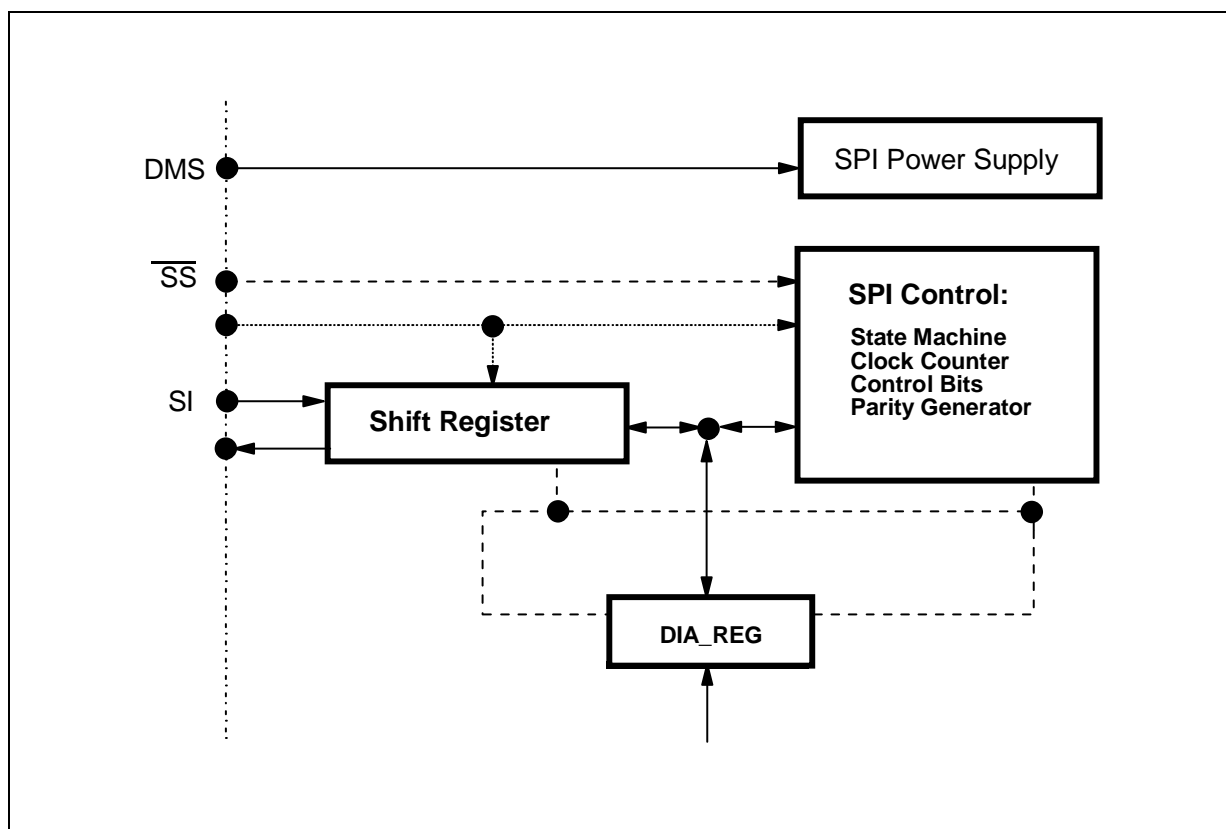 DMS
SPI Power Supply
SS
SPI Control:
State Machine
Clock Counter
Control Bits
Parity Generator
SI
Shift Register
DIA_REG